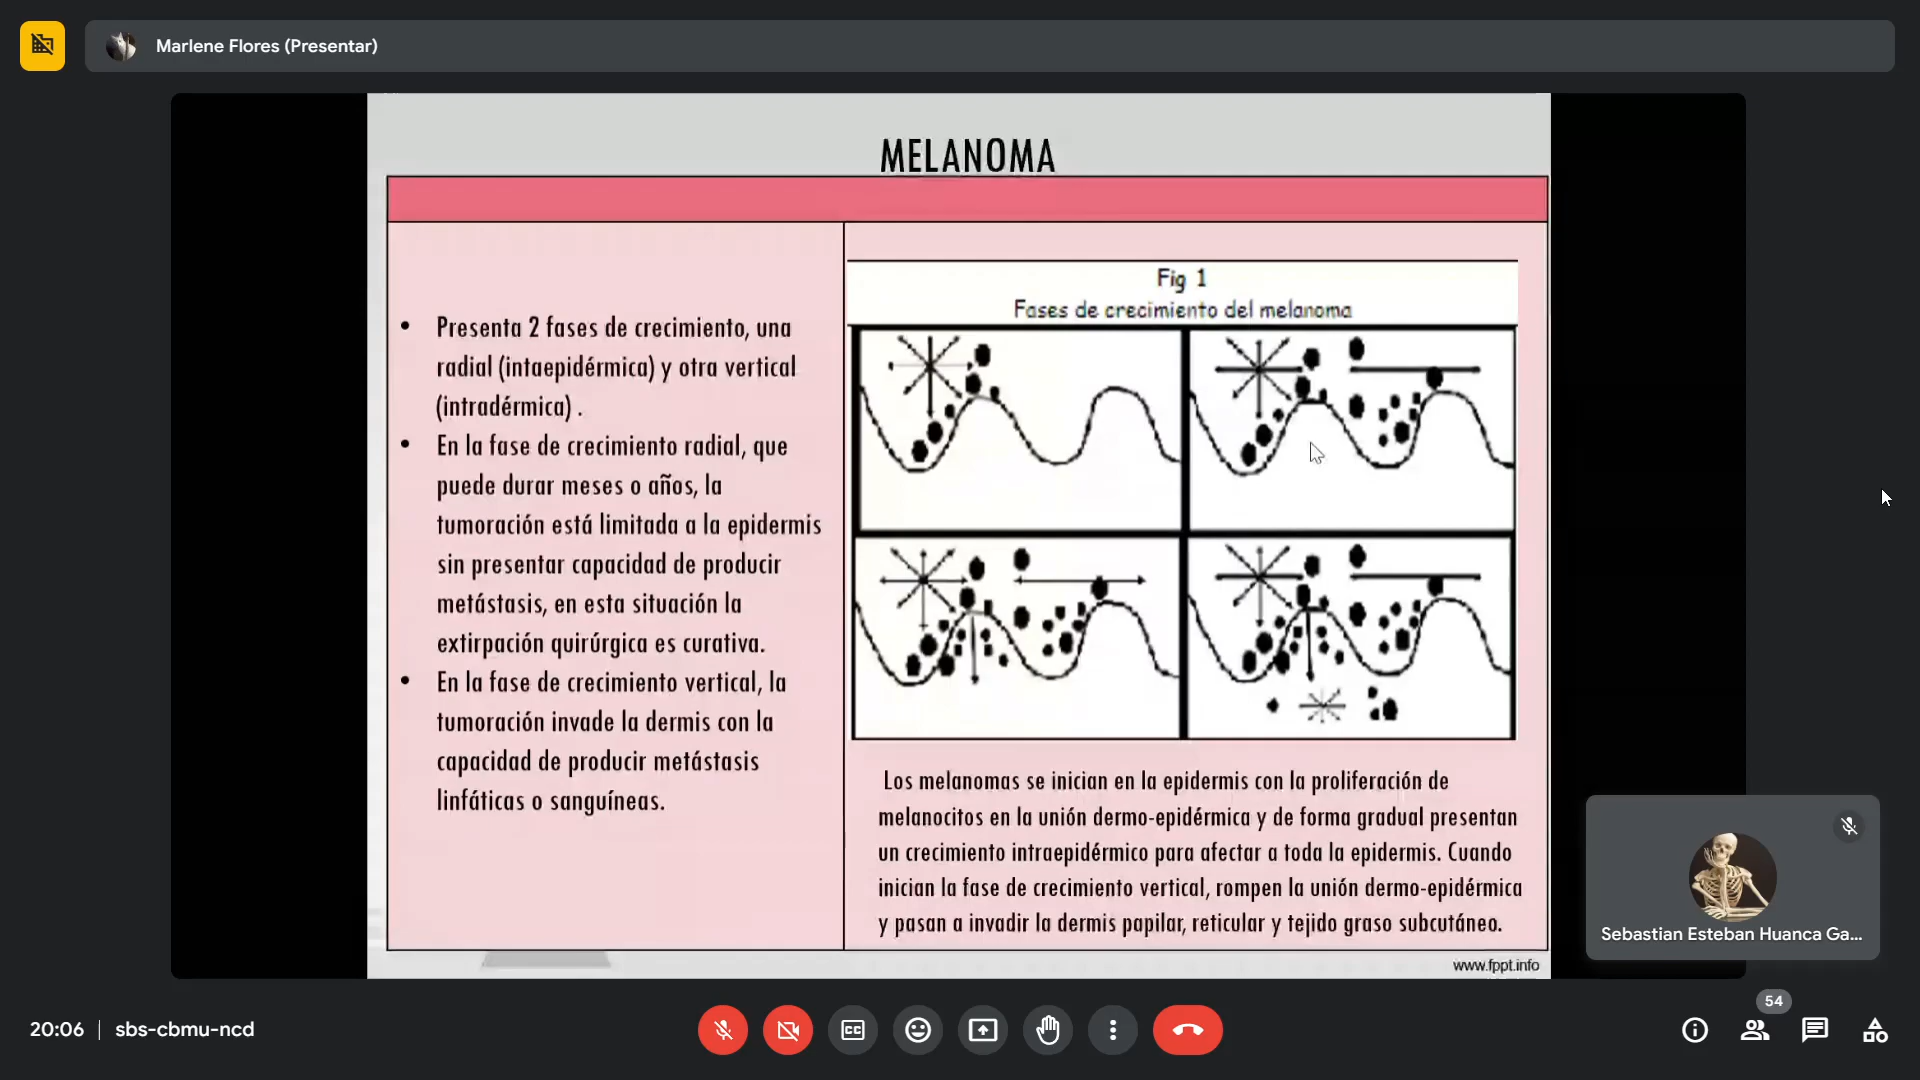 Marlene Flores (Presentar)
MELANOMA
• Presenta 2 fases de crecimiento, una
radial (intaepidérmica) y otra vertical
(intradérmica) .
• En la fase de crecimiento radial, que
puede durar meses o años, la
tumoración está limitada a la epidermis
sin presentar capacidad de producir
metástasis, en esta situación la
extirpación quirúrgica es curativa.
• En la fase de crecimiento vertical, la
tumoración invade la dermis con la
capacidad de producir metástasis
linfáticas o sanguíneas.
Fig 1
Fases de crecimiento del melanoma
Los melanomas se inician en la epidermis con la proliferación de
melanocitos en la unión dermo-epidérmica y de forma gradual presentan
un crecimiento intraepidérmico para afectar a toda la epidermis. Cuando
inician la fase de crecimiento vertical, rompen la unión dermo-epidérmica
y pasan a invadir la dermis papilar, reticular y tejido graso subcutáneo.
www.fppt.info
Sebastian Esteban Huanca Ga...
20:06 | sbs-cbmu-ncd
CC
54